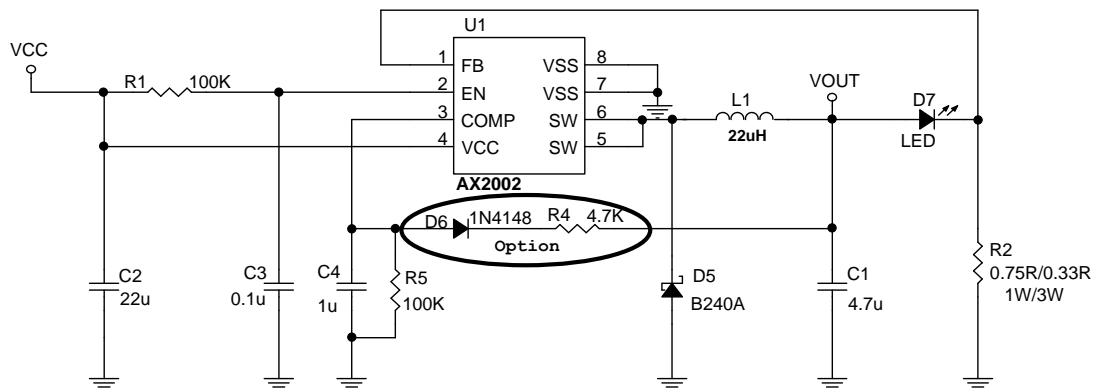 U1
VCC
R1
100K
1
FB
VSS
8
2
EN
VSS
7
3
COMP
SW
6
4
VCC
SW
5
AX2002
L1
22uH
VOUT
D7
LED
D6
1N4148
R4
4.7K
Option
C2
22u
C3
0.1u
C4
1u
R5
100K
D5
B240A
C1
4.7u
R2
0.75R/0.33R
1W/3W